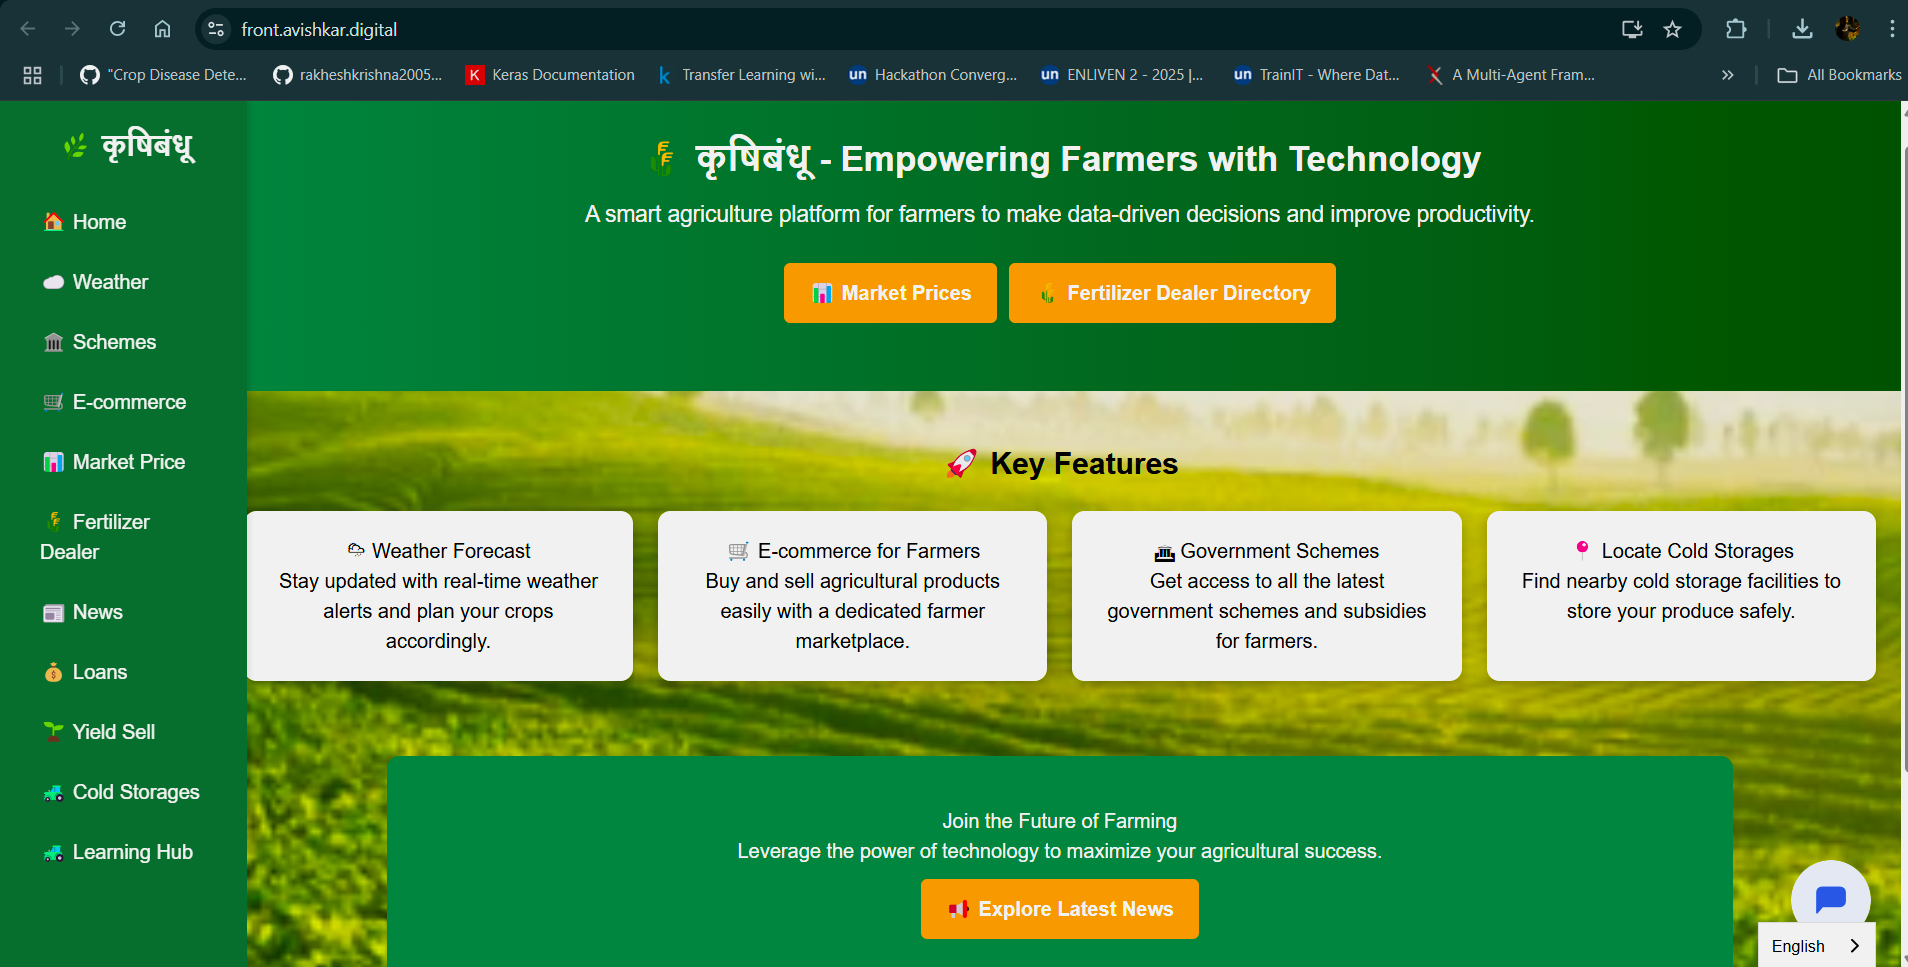 front.avishkar.digital
"Crop Disease Dete...
rakheshkrishna2005...
K Keras Documentation
k Transfer Learning wi...
un Hackathon Converg...
un ENLIVEN 2 - 2025 |...
un TrainIT - Where Dat...
A Multi-Agent Fram...
»
All Bookmarks
कृषिबंधू
Home
Weather
Schemes
E-commerce
Market Price
Fertilizer
Dealer
News
Loans
Yield Sell
Cold Storages
Learning Hub
कृषिबंधू - Empowering Farmers with Technology
A smart agriculture platform for farmers to make data-driven decisions and improve productivity.
Market Prices
Fertilizer Dealer Directory
Key Features
Weather Forecast
Stay updated with real-time weather
alerts and plan your crops
accordingly.
E-commerce for Farmers
Buy and sell agricultural products
easily with a dedicated farmer
marketplace.
Government Schemes
Get access to all the latest
government schemes and subsidies
for farmers.
Locate Cold Storages
Find nearby cold storage facilities to
store your produce safely.
Join the Future of Farming
Leverage the power of technology to maximize your agricultural success.
Explore Latest News
English